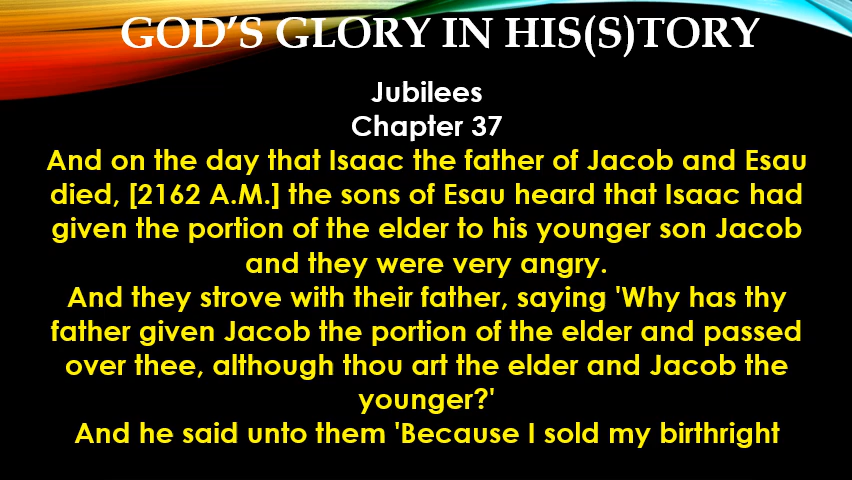 GOD’S GLORY IN HIS(S)TORY
Jubilees
Chapter 37
And on the day that Isaac the father of Jacob and Esau
died, [2162 A.M.] the sons of Esau heard that Isaac had
given the portion of the elder to his younger son Jacob
and they were very angry.
And they strove with their father, saying 'Why has thy
father given Jacob the portion of the elder and passed
over thee, although thou art the elder and Jacob the
younger?'
And he said unto them 'Because I sold my birthright